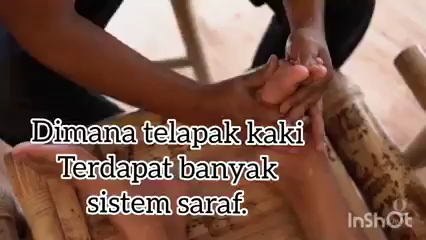 Dimana telapak kaki
Terdapat banyak
sistem saraf.
InShOt